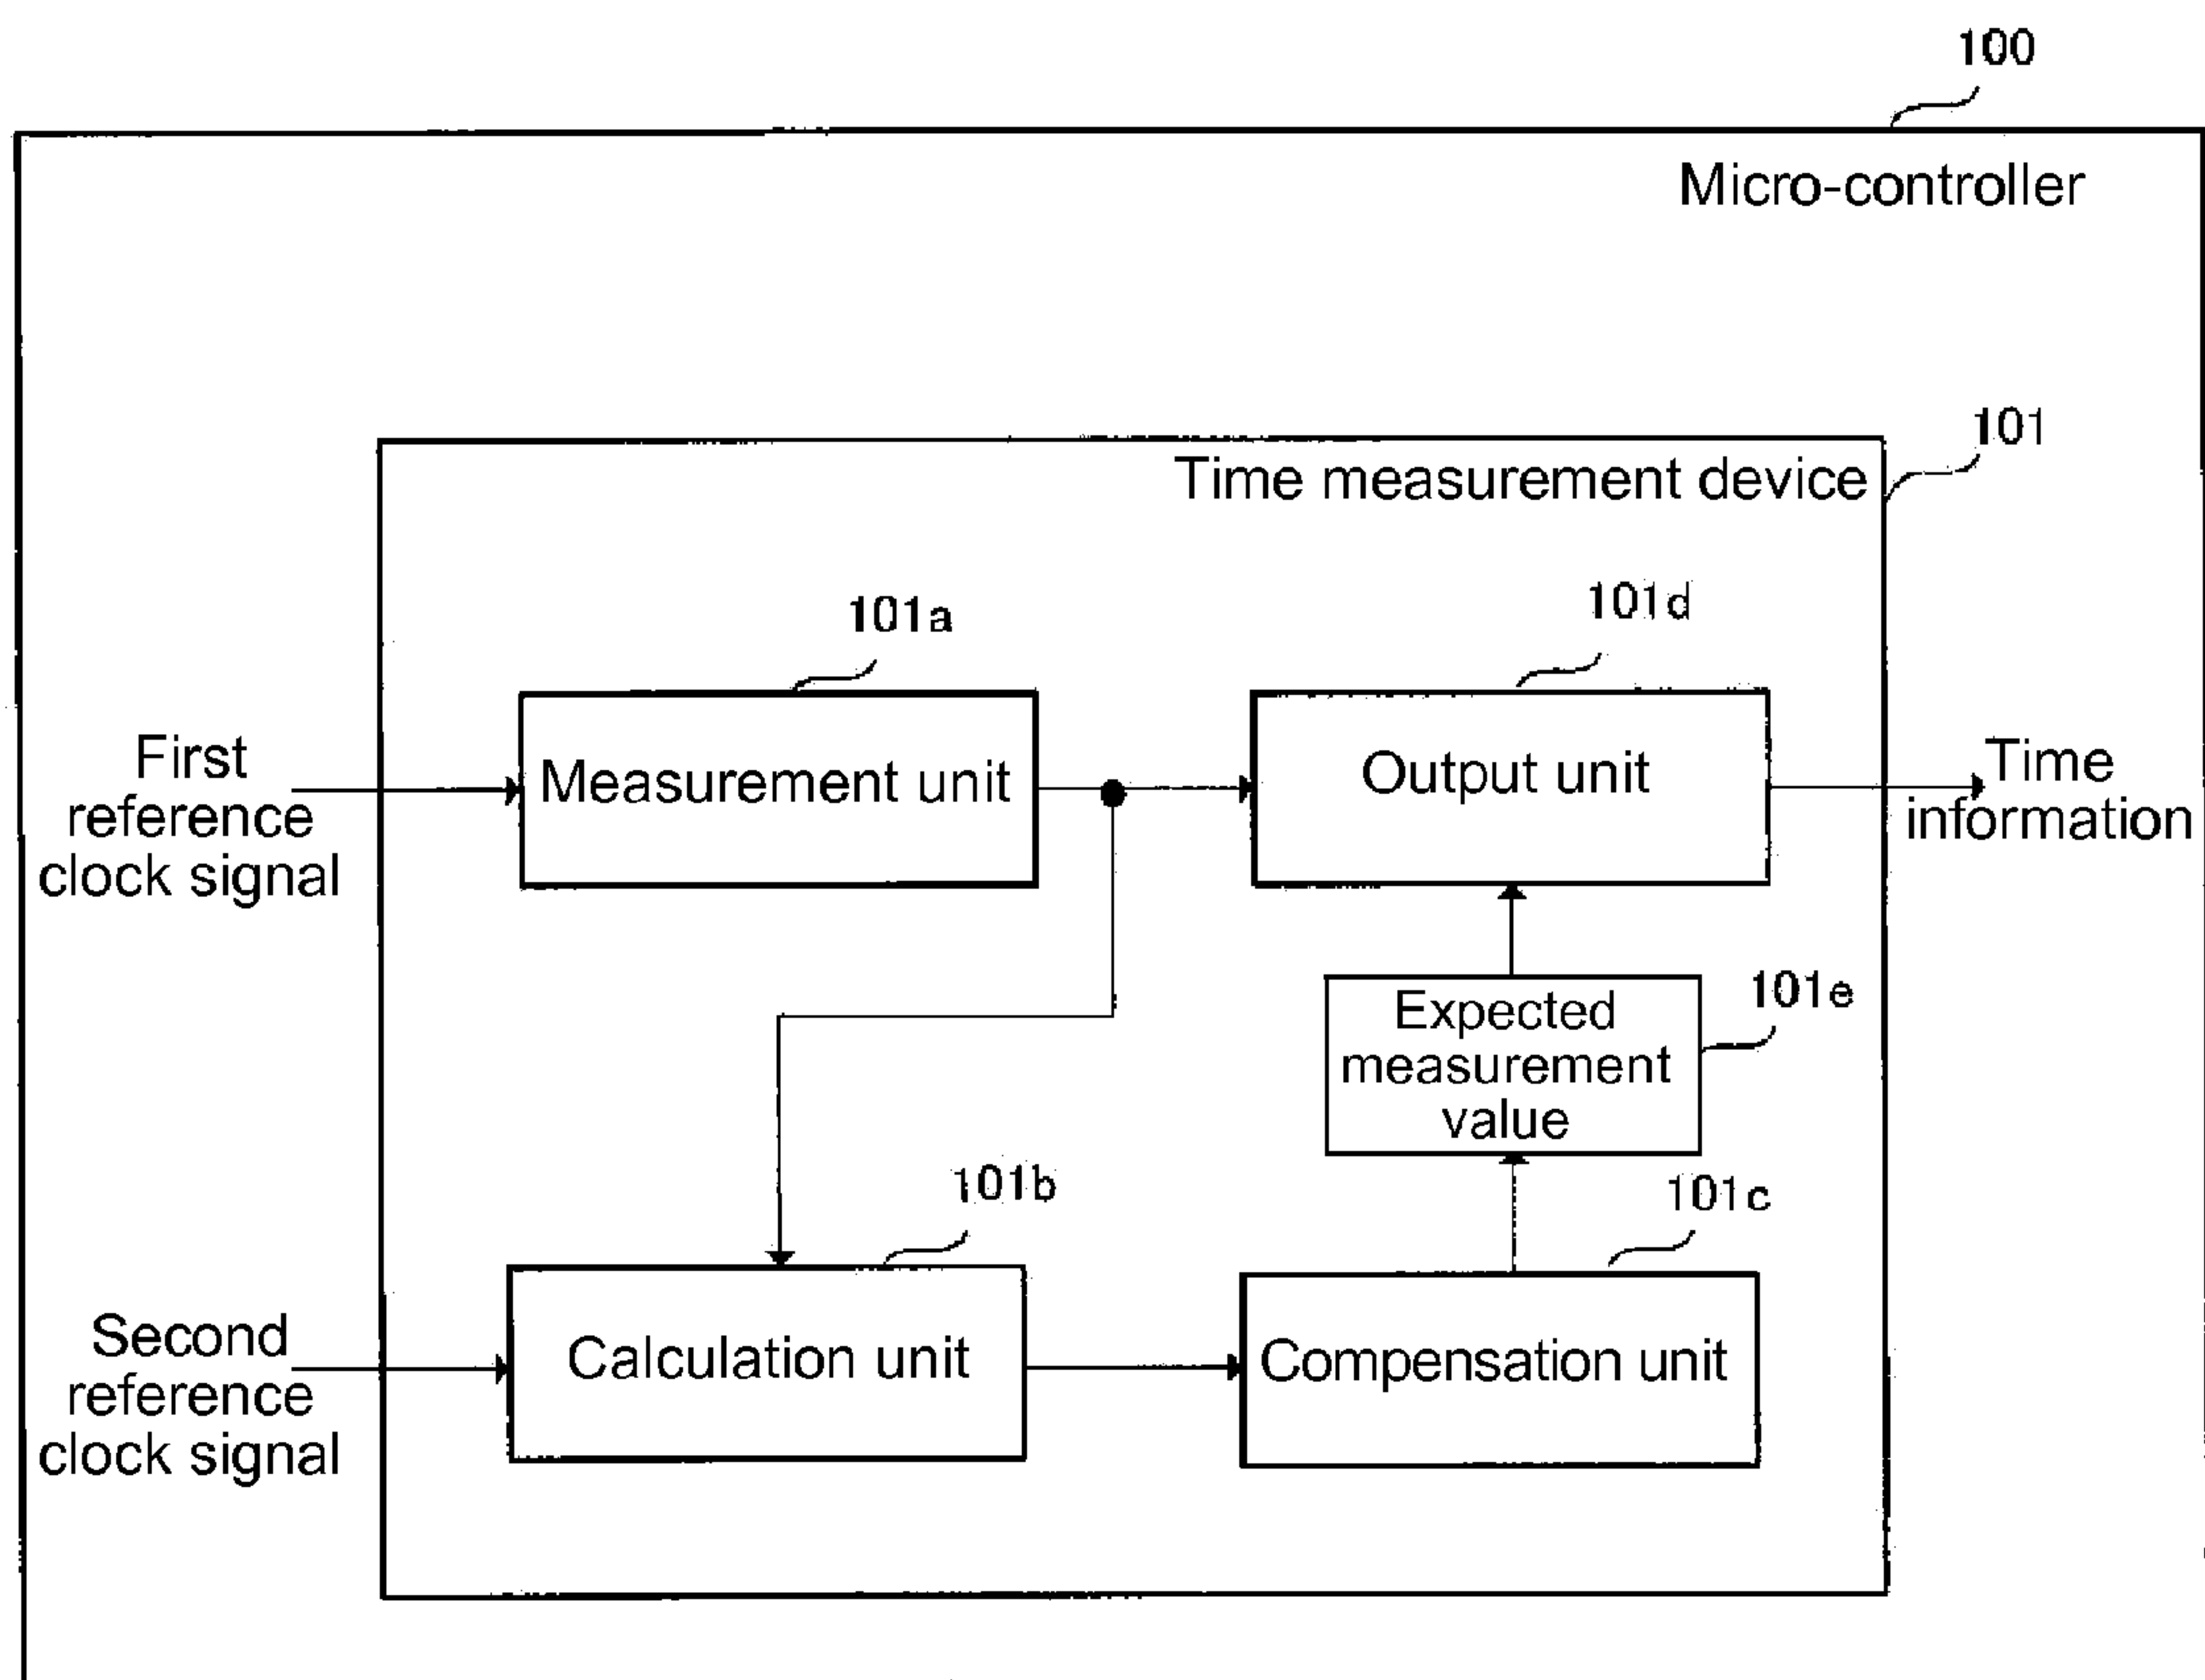 100
Micro-controller
101
Time measurement device
101a
101d
First
reference
clock signal
Measurement unit
Output unit
Time
information
Expected
measurement
value
101e
101b
101c
Second
reference
clock signal
Calculation unit
Compensation unit